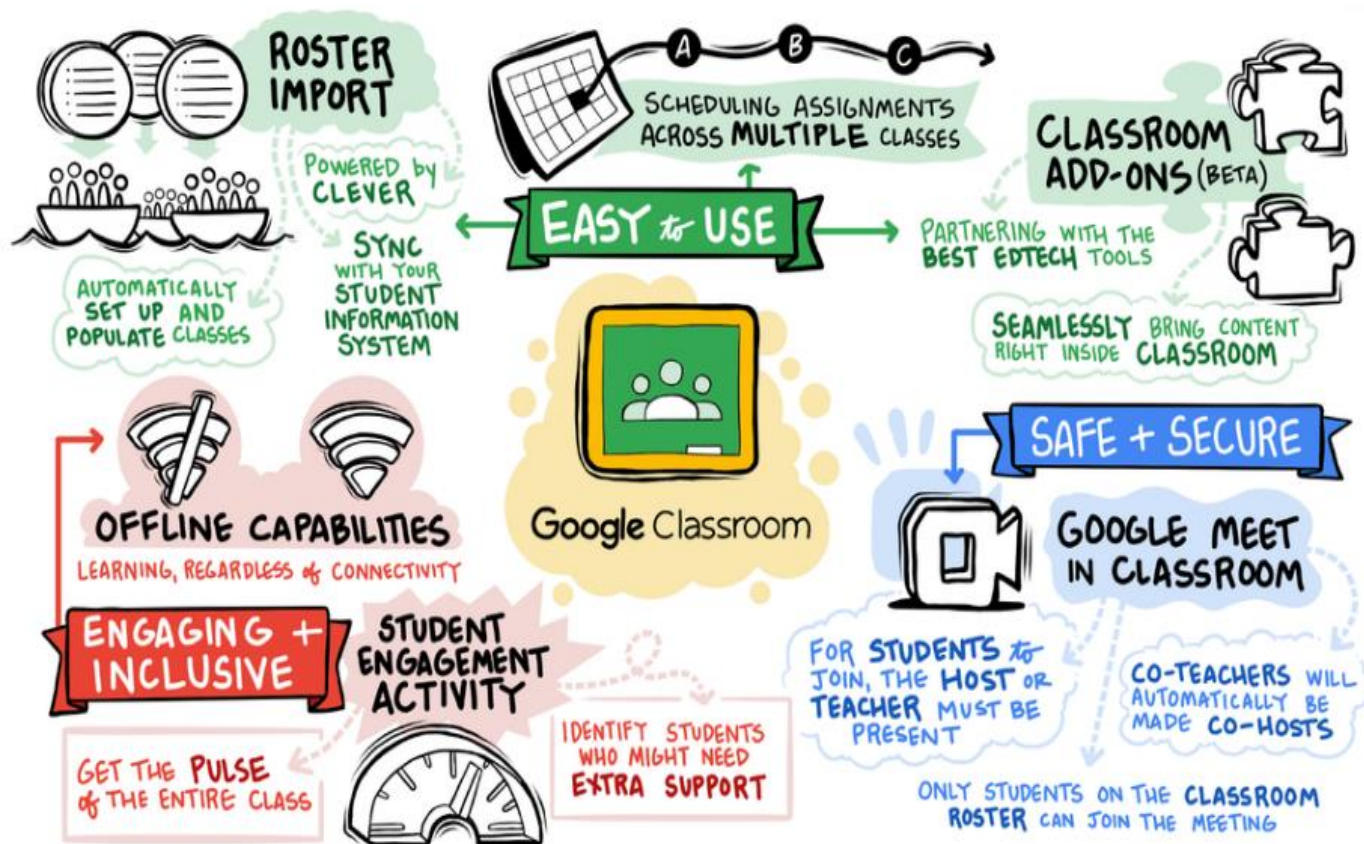 ROSTER
IMPORT
POWERED by
CLEVER
SYNC
WITH YOUR
STUDENT
INFORMATION
SYSTEM
AUTOMATICALLY
SET UP AND
POPULATE CLASSES
A B C
SCHEDULING ASSIGNMENTS
ACROSS MULTIPLE CLASSES
EASY to USE
CLASSROOM
ADD-ONS (BETA)
PARTNERING WITH THE
BEST EDTECH TOOLS
SEAMLESSLY BRING CONTENT
RIGHT INSIDE CLASSROOM
Google Classroom
OFFLINE CAPABILITIES
LEARNING, REGARDLESS of CONNECTIVITY
ENGAGING +
INCLUSIVE
STUDENT
ENGAGEMENT
ACTIVITY
GET THE PULSE
of THE ENTIRE CLASS
IDENTIFY STUDENTS
WHO MIGHT NEED
EXTRA SUPPORT
SAFE + SECURE
GOOGLE MEET
IN CLASSROOM
FOR STUDENTS to
JOIN, THE HOST OR
TEACHER MUST BE
PRESENT
CO-TEACHERS WILL
AUTOMATICALLY BE
MADE CO-HOSTS
ONLY STUDENTS ON THE CLASSROOM
ROSTER CAN JOIN THE MEETING